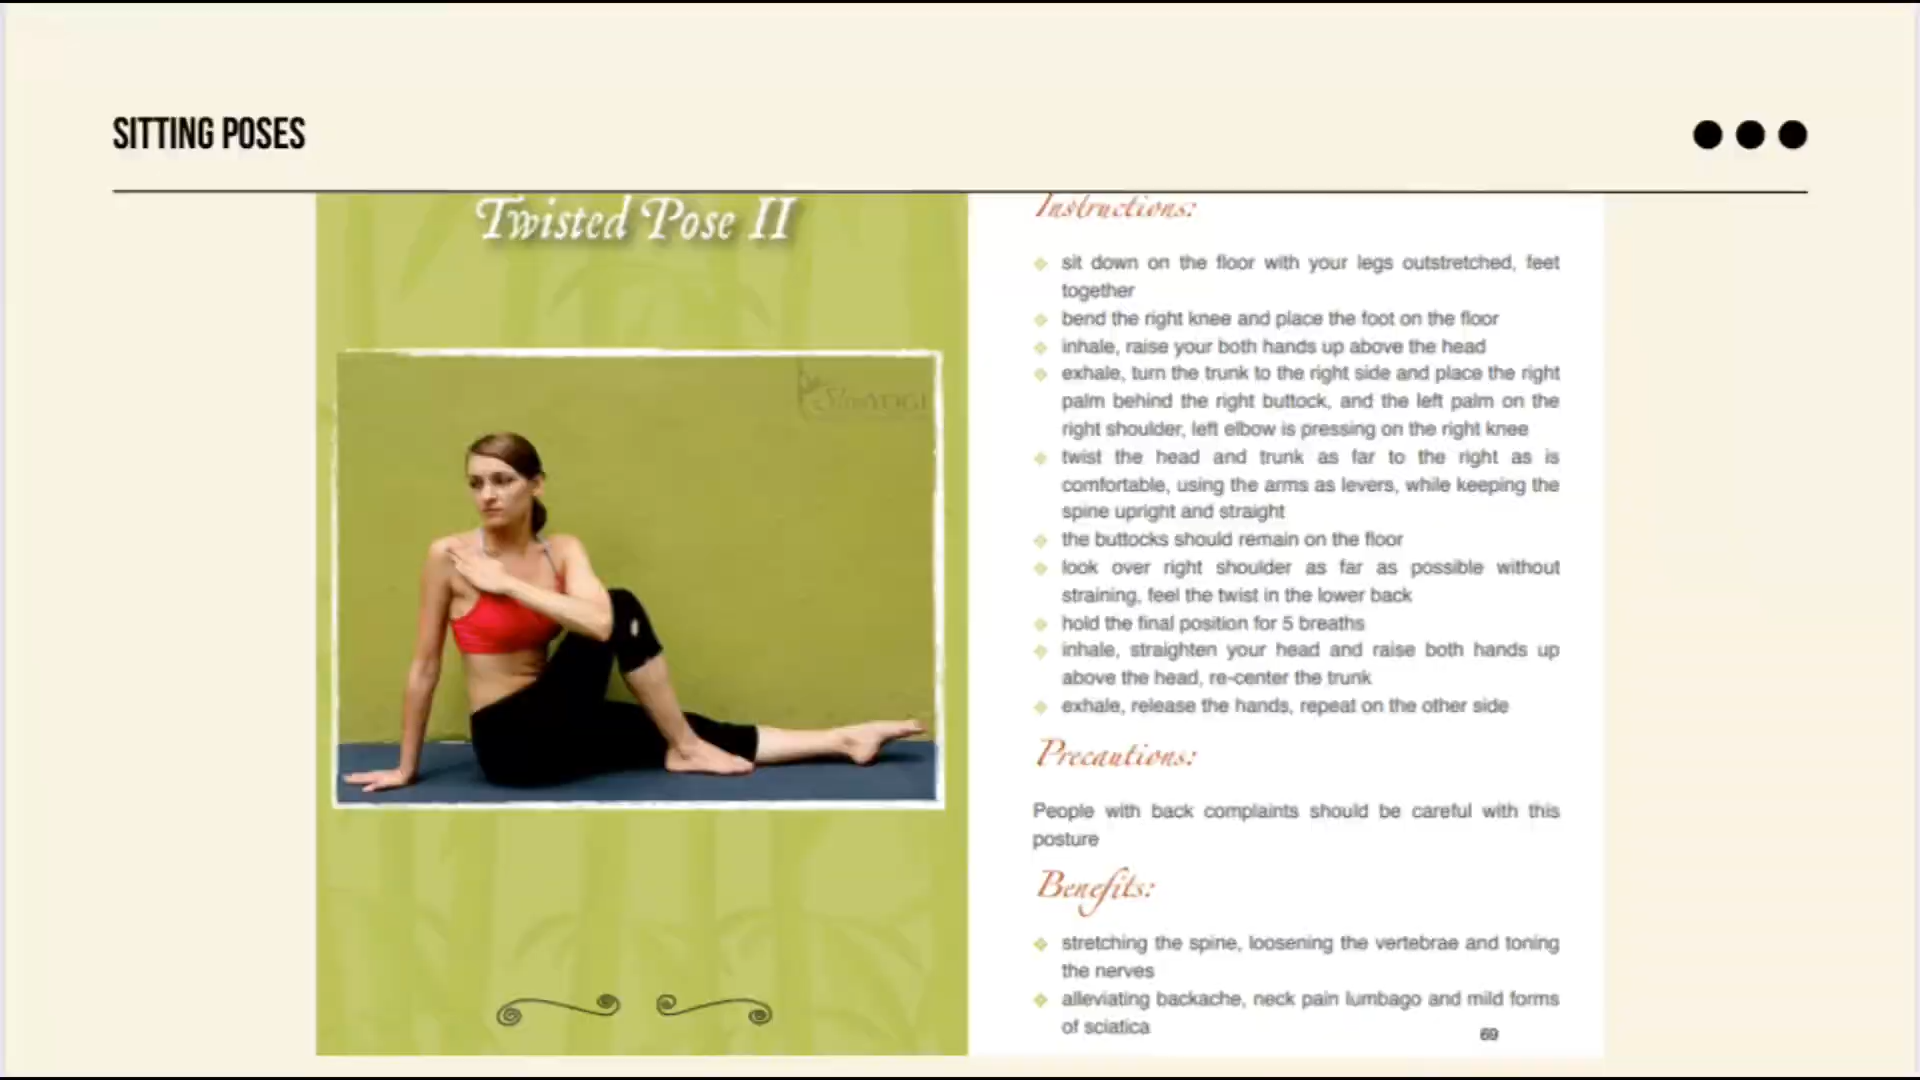 SITTING POSES
Twisted Pose II
Instructions:
sit down on the floor with your legs outstretched, feet
together
bend the right knee and place the foot on the floor
inhale, raise your both hands up above the head
exhale, turn the trunk to the right side and place the right
palm behind the right buttock, and the left palm on the
right shoulder, left elbow is pressing on the right knee
twist the head and trunk as far to the right as is
comfortable, using the arms as levers, while keeping the
spine upright and straight
the buttocks should remain on the floor
look over right shoulder as far as possible without
straining, feel the twist in the lower back
hold the final position for 5 breaths
inhale, straighten your head and raise both hands up
above the head, re-center the trunk
exhale, release the hands, repeat on the other side
Precautions:
People with back complaints should be careful with this
posture
Benefits:
stretching the spine, loosening the vertebrae and toning
the nerves
alleviating backache, neck pain lumbago and mild forms
of sciatica
69